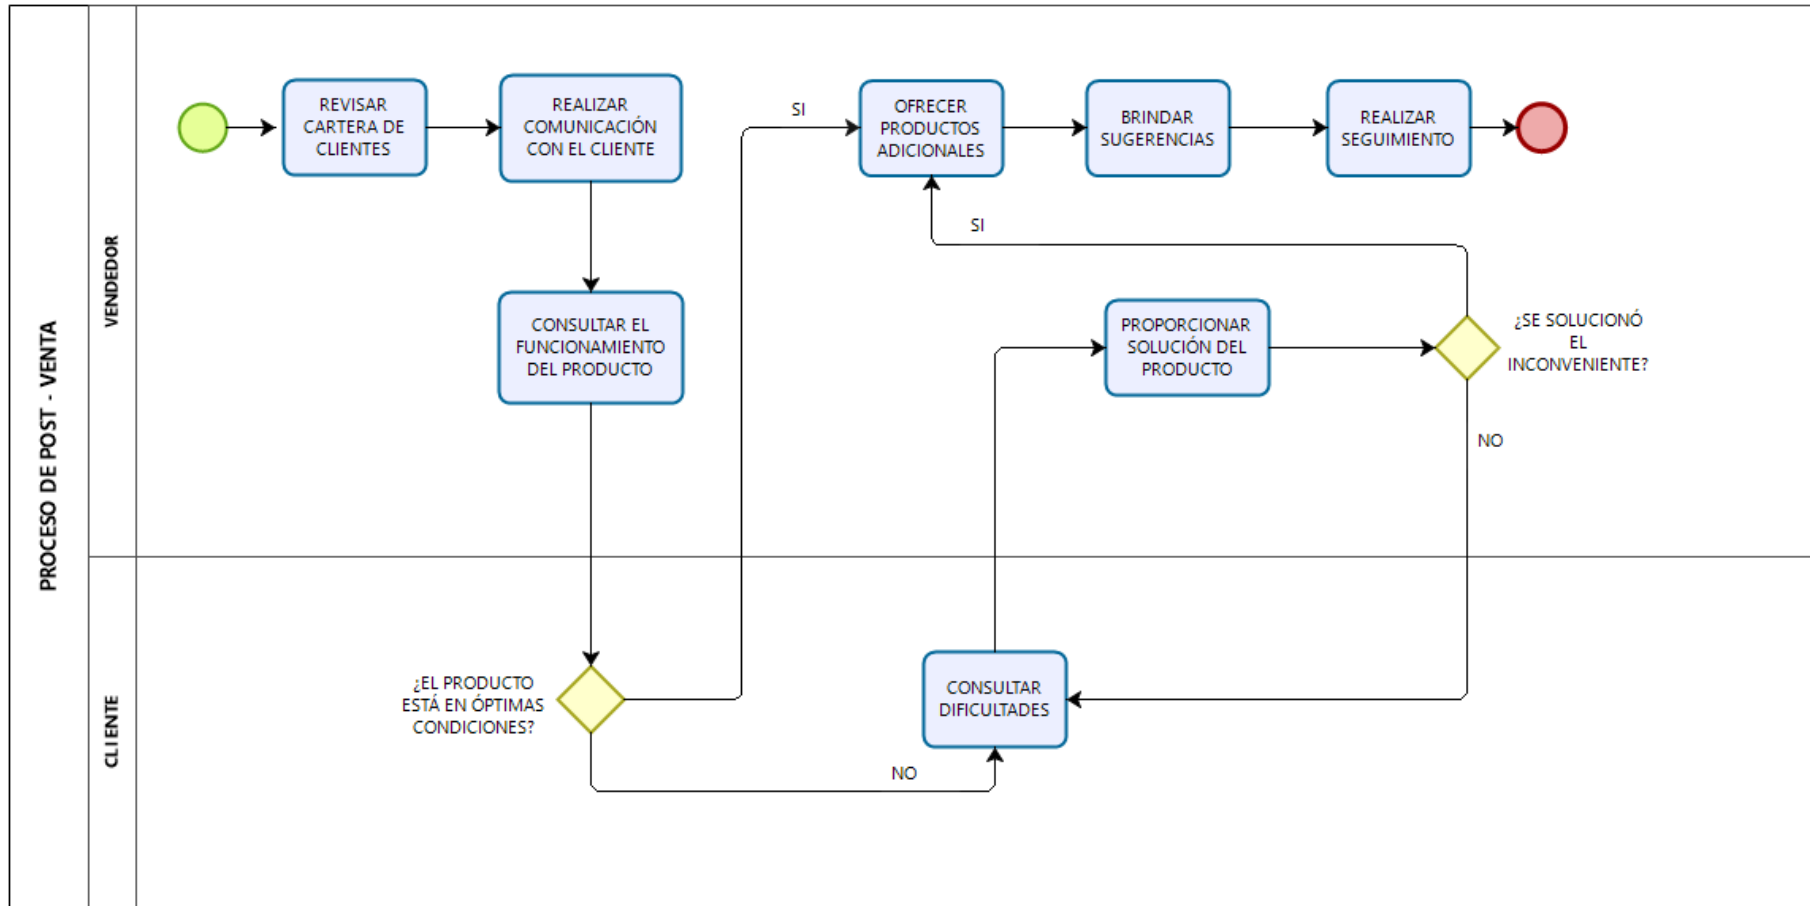 PROCESO DE POST - VENTA
VENDEDOR
REVISAR
CARTERA DE
CLIENTES
REALIZAR
COMUNICACIÓN
CON EL CLIENTE
SI
OFRECER
PRODUCTOS
ADICIONALES
BRINDAR
SUGERENCIAS
REALIZAR
SEGUIMIENTO
SI
CONSULTAR EL
FUNCIONAMIENTO
DEL PRODUCTO
PROPORCIONAR
SOLUCIÓN DEL
PRODUCTO
¿SE SOLUCIONÓ
EL
INCONVENIENTE?
NO
CLIENTE
¿EL PRODUCTO
ESTÁ EN ÓPTIMAS
CONDICIONES?
CONSULTAR
DIFICULTADES
NO